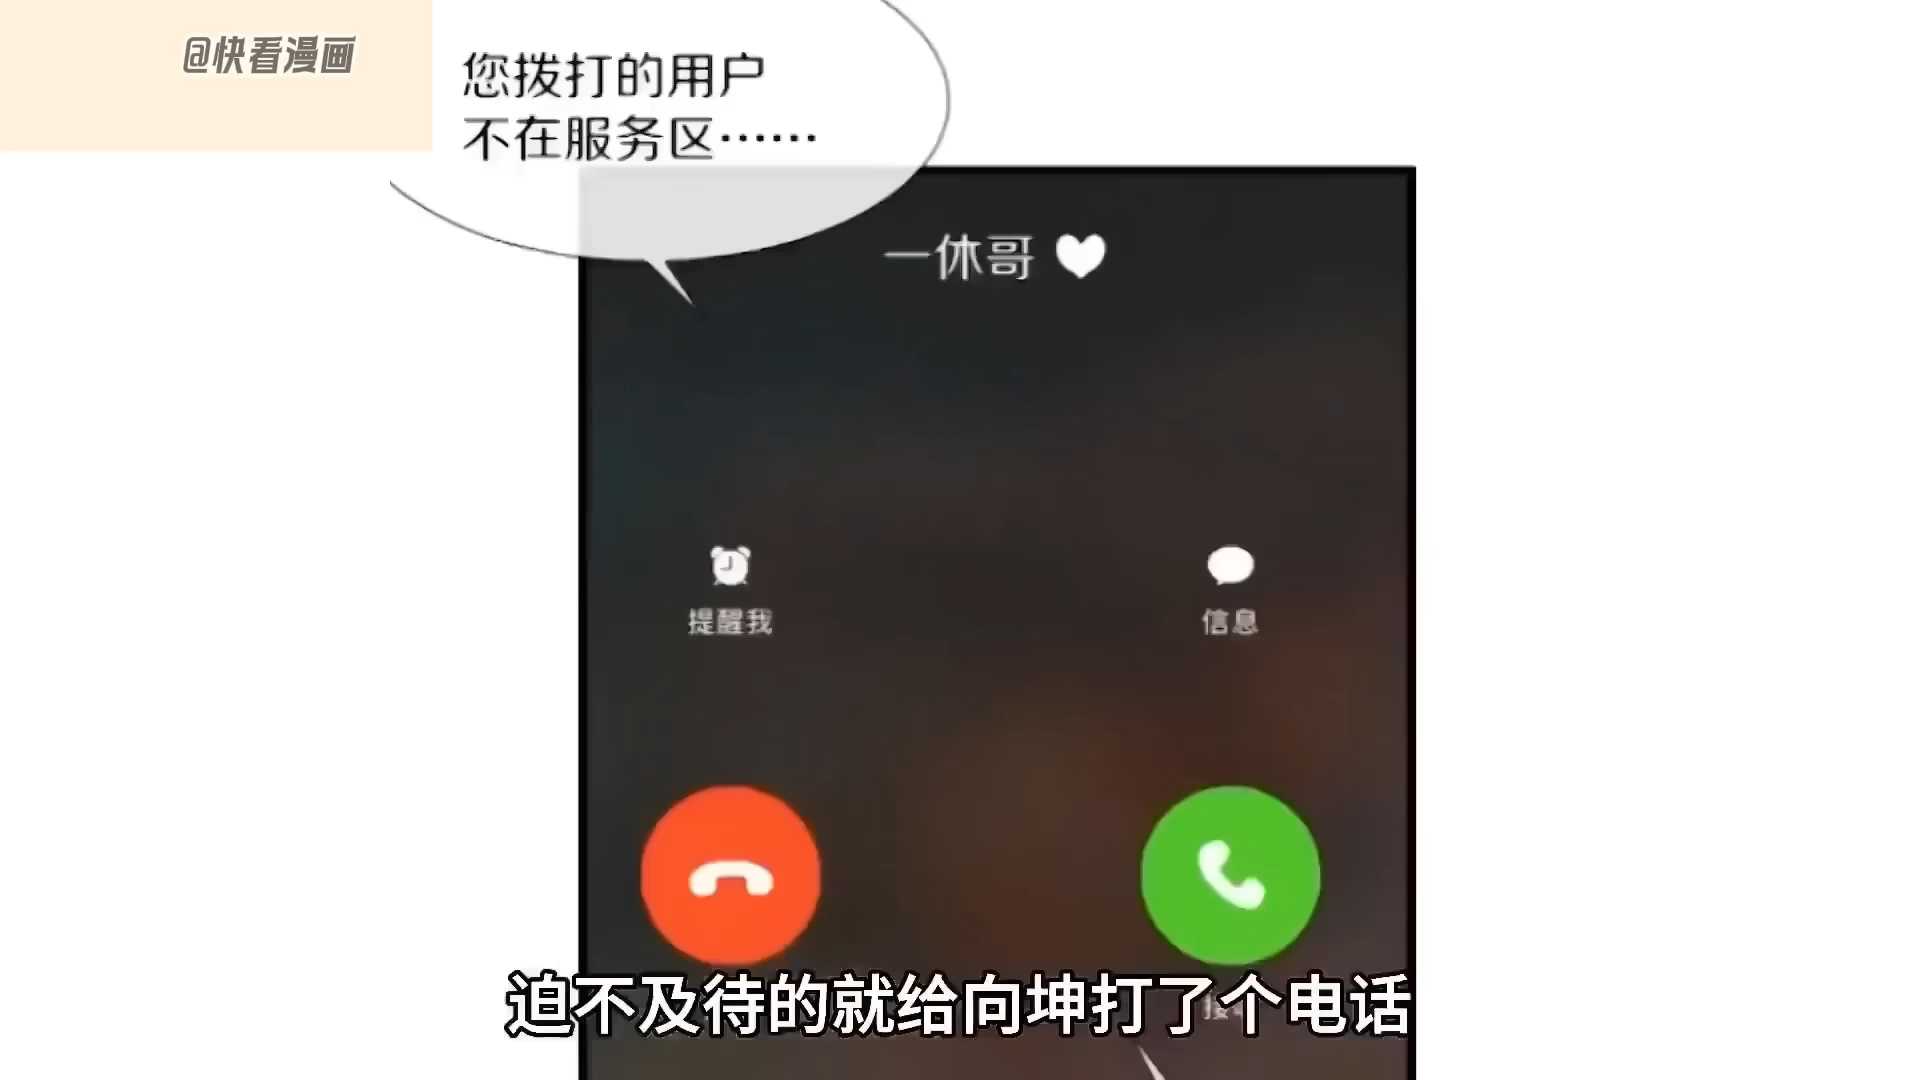 @快看漫画
您拨打的用户
不在服务区……
一休哥
提醒我
信息
迫不及待的就给向坤打了个电话